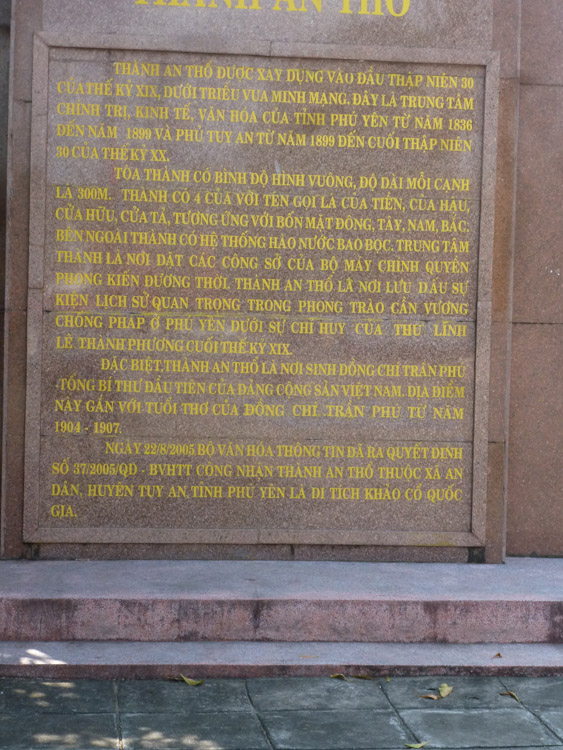 THÀNH AN THỔ
THÀNH AN THỔ ĐƯỢC XÂY DỰNG VÀO ĐẦU THẬP NIÊN 30
CỦA THẾ KỶ XIX, DƯỚI TRIỀU VUA MINH MẠNG. ĐÂY LÀ TRUNG TÂM
CHÍNH TRỊ, KINH TẾ, VĂN HÓA CỦA TỈNH PHÚ YÊN TỪ NĂM 1836
ĐẾN NĂM 1899 VÀ PHỦ TUY AN TỪ NĂM 1899 ĐẾN CUỐI THẬP NIÊN
30 CỦA THẾ KỶ XX.
TÒA THÀNH CÓ BÌNH ĐỒ HÌNH VUÔNG, ĐỘ DÀI MỖI CẠNH
LÀ 300M. THÀNH CÓ 4 CỬA VỚI TÊN GỌI LÀ CỬA TIỀN, CỬA HẬU,
CỬA HỮU, CỬA TẢ, TƯƠNG ỨNG VỚI BỐN MẶT ĐÔNG, TÂY, NAM, BẮC;
BÊN NGOÀI THÀNH CÓ HỆ THỐNG HÀO NƯỚC BAO BỌC. TRUNG TÂM
THÀNH LÀ NƠI ĐẶT CÁC CÔNG SỞ CỦA BỘ MÁY CHÍNH QUYỀN
PHONG KIẾN ĐƯƠNG THỜI. THÀNH AN THỔ LÀ NƠI LƯU DẤU SỰ
KIỆN LỊCH SỬ QUAN TRỌNG TRONG PHONG TRÀO CẦN VƯƠNG
CHỐNG PHÁP Ở PHÚ YÊN DƯỚI SỰ CHỈ HUY CỦA THỦ LĨNH
LÊ THÀNH PHƯƠNG CUỐI THẾ KỶ XIX.
ĐẶC BIỆT,THÀNH AN THỔ LÀ NƠI SINH ĐỒNG CHÍ TRẦN PHÚ
-TỔNG BÍ THƯ ĐẦU TIÊN CỦA ĐẢNG CỘNG SẢN VIỆT NAM. ĐỊA ĐIỂM
NÀY GẮN VỚI TUỔI THƠ CỦA ĐỒNG CHÍ TRẦN PHÚ TỪ NĂM
1904 - 1907.
NGÀY 22/8/2005 BỘ VĂN HÓA THÔNG TIN ĐÃ RA QUYẾT ĐỊNH
SỐ 37/2005/QĐ - BVHTT CÔNG NHẬN THÀNH AN THỔ THUỘC XÃ AN
DÂN, HUYỆN TUY AN,TỈNH PHÚ YÊN LÀ DI TÍCH KHẢO CỔ QUỐC
GIA.